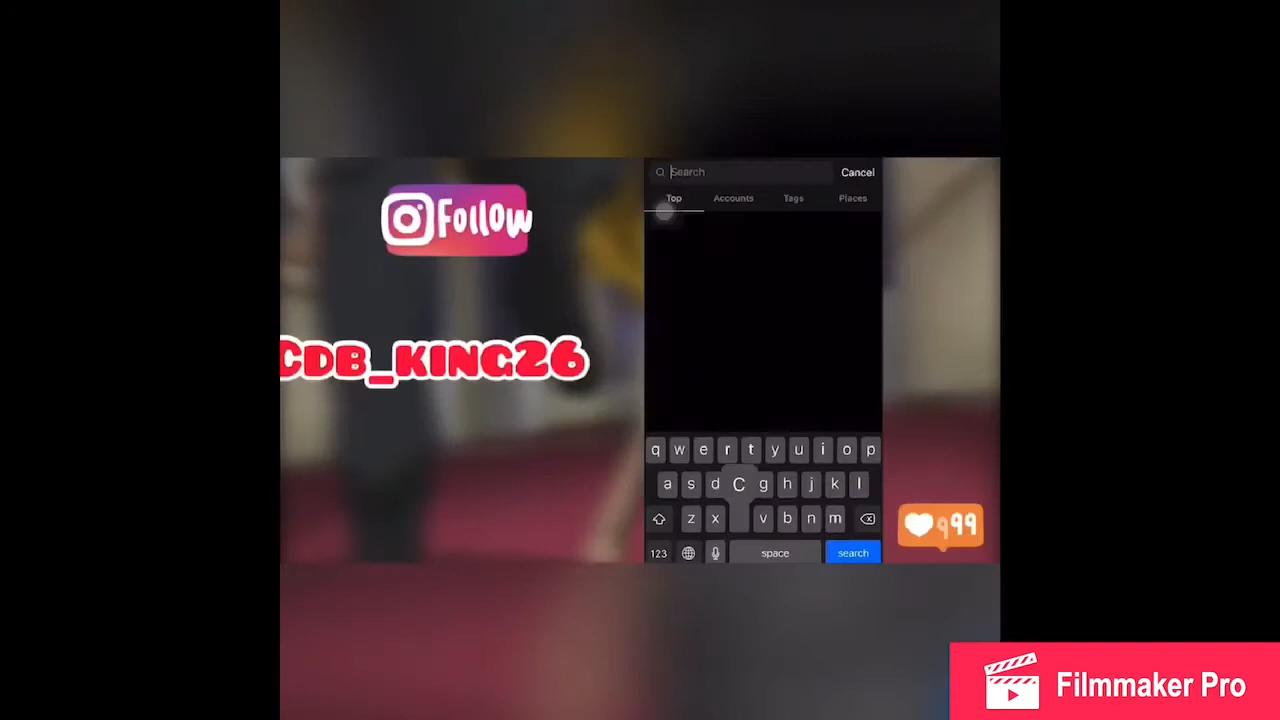 Follow
CDB_KING26
Search
Cancel
Top
Accounts
Tags
Places
q w e r t y u i o p
a s d C g h j k l
z x v b n m
123
space
search
999
Filmmaker Pro